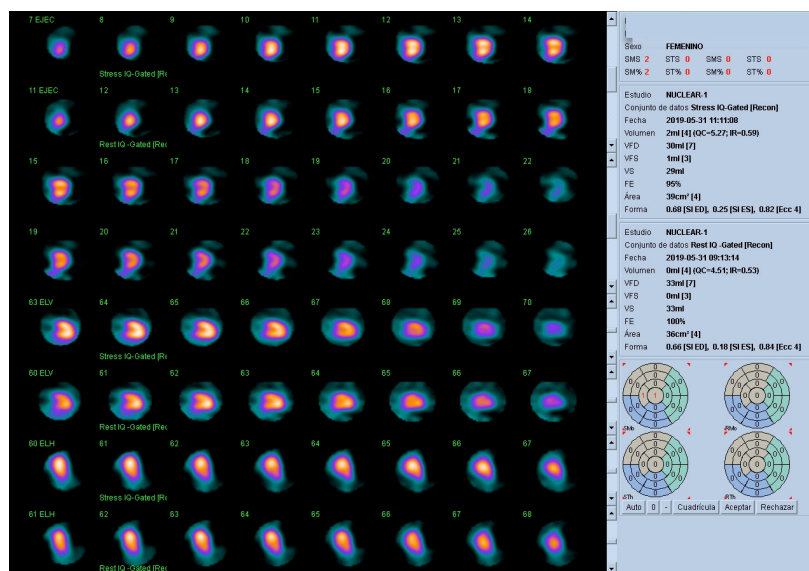 7 EJEC 8 9 10 11 12 13 14
Stress IQ-Gated [Re
11 EJEC 12 13 14 15 16 17 18
Rest IQ -Gated [Rec
15 16 17 18 19 20 21 22
19 20 21 22 23 24 25 26
63 ELV 64 65 66 67 68 69 70
Stress IQ-Gated [Re
60 ELV 61 62 63 64 65 66 67
Rest IQ -Gated [Rec
60 ELH 61 62 63 64 65 66 67
Stress IQ-Gated [Re
61 ELH 62 63 64 65 66 67 68
Rest IQ -Gated [Rec
Sexo FEMENINO
SMS 2 STS 0 SMS 0 STS 0
SM% 2 ST% 0 SM% 0 ST% 0
Estudio NUCLEAR-1
Conjunto de datos Stress IQ-Gated [Recon]
Fecha 2019-05-31 11:11:08
Volumen 2ml [4] (QC=5.27; IR=0.59)
VFD 30ml [7]
VFS 1ml [3]
VS 29ml
FE 95%
Área 39cm² [4]
Forma 0.68 [SI ED], 0.25 [SI ES], 0.82 [Ecc 4]
Estudio NUCLEAR-1
Conjunto de datos Rest IQ -Gated [Recon]
Fecha 2019-05-31 09:13:14
Volumen 0ml [4] (QC=4.51; IR=0.53)
VFD 33ml [7]
VFS 0ml [3]
VS 33ml
FE 100%
Área 36cm² [4]
Forma 0.66 [SI ED], 0.18 [SI ES], 0.84 [Ecc 4]
SMo RMo
STh RTh
Auto 0 - Cuadrícula Aceptar Rechazar